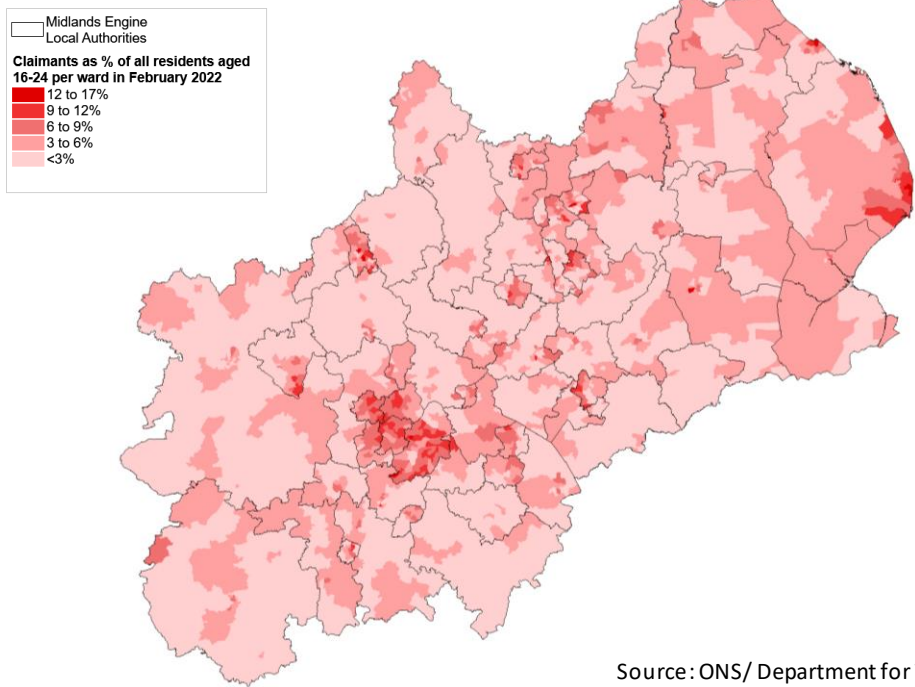 Midlands Engine
Local Authorities
Claimants as % of all residents aged
16-24 per ward in February 2022
12 to 17%
9 to 12%
6 to 9%
3 to 6%
<3%
Source: ONS/ Department for